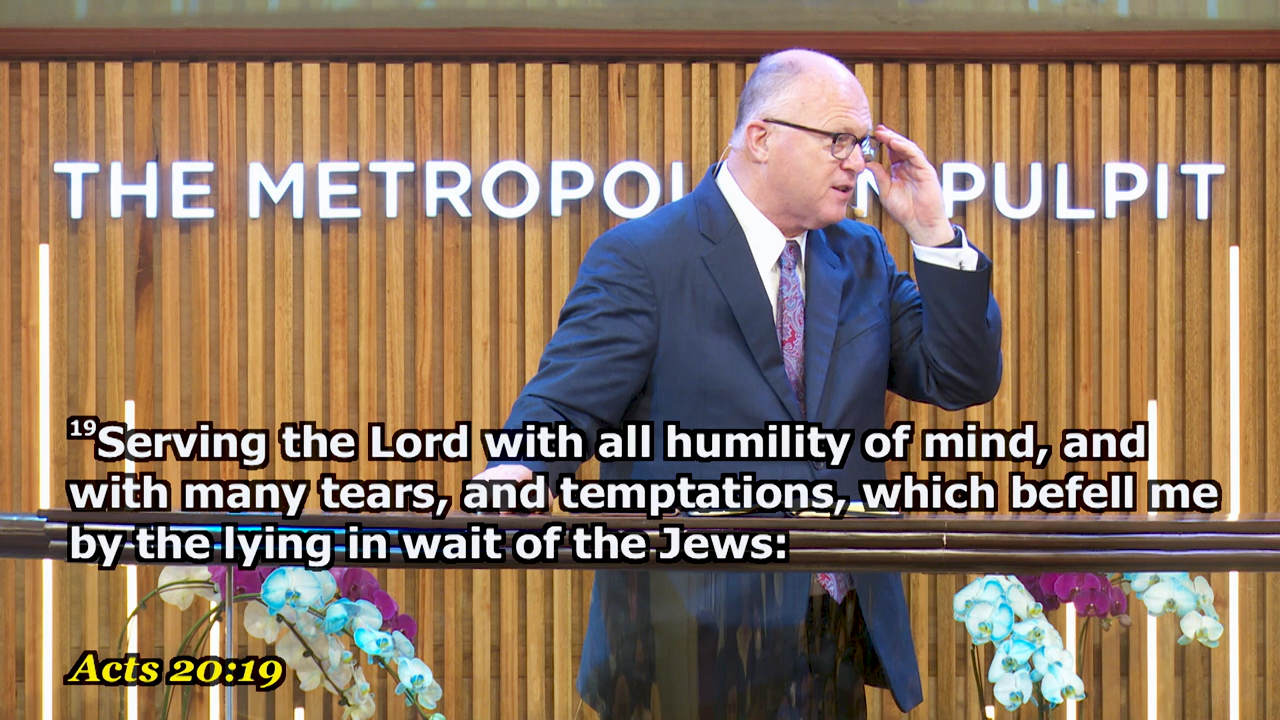 THE METROPOLITAN PULPIT
¹⁹Serving the Lord with all humility of mind, and
with many tears, and temptations, which befell me
by the lying in wait of the Jews:
Acts 20:19